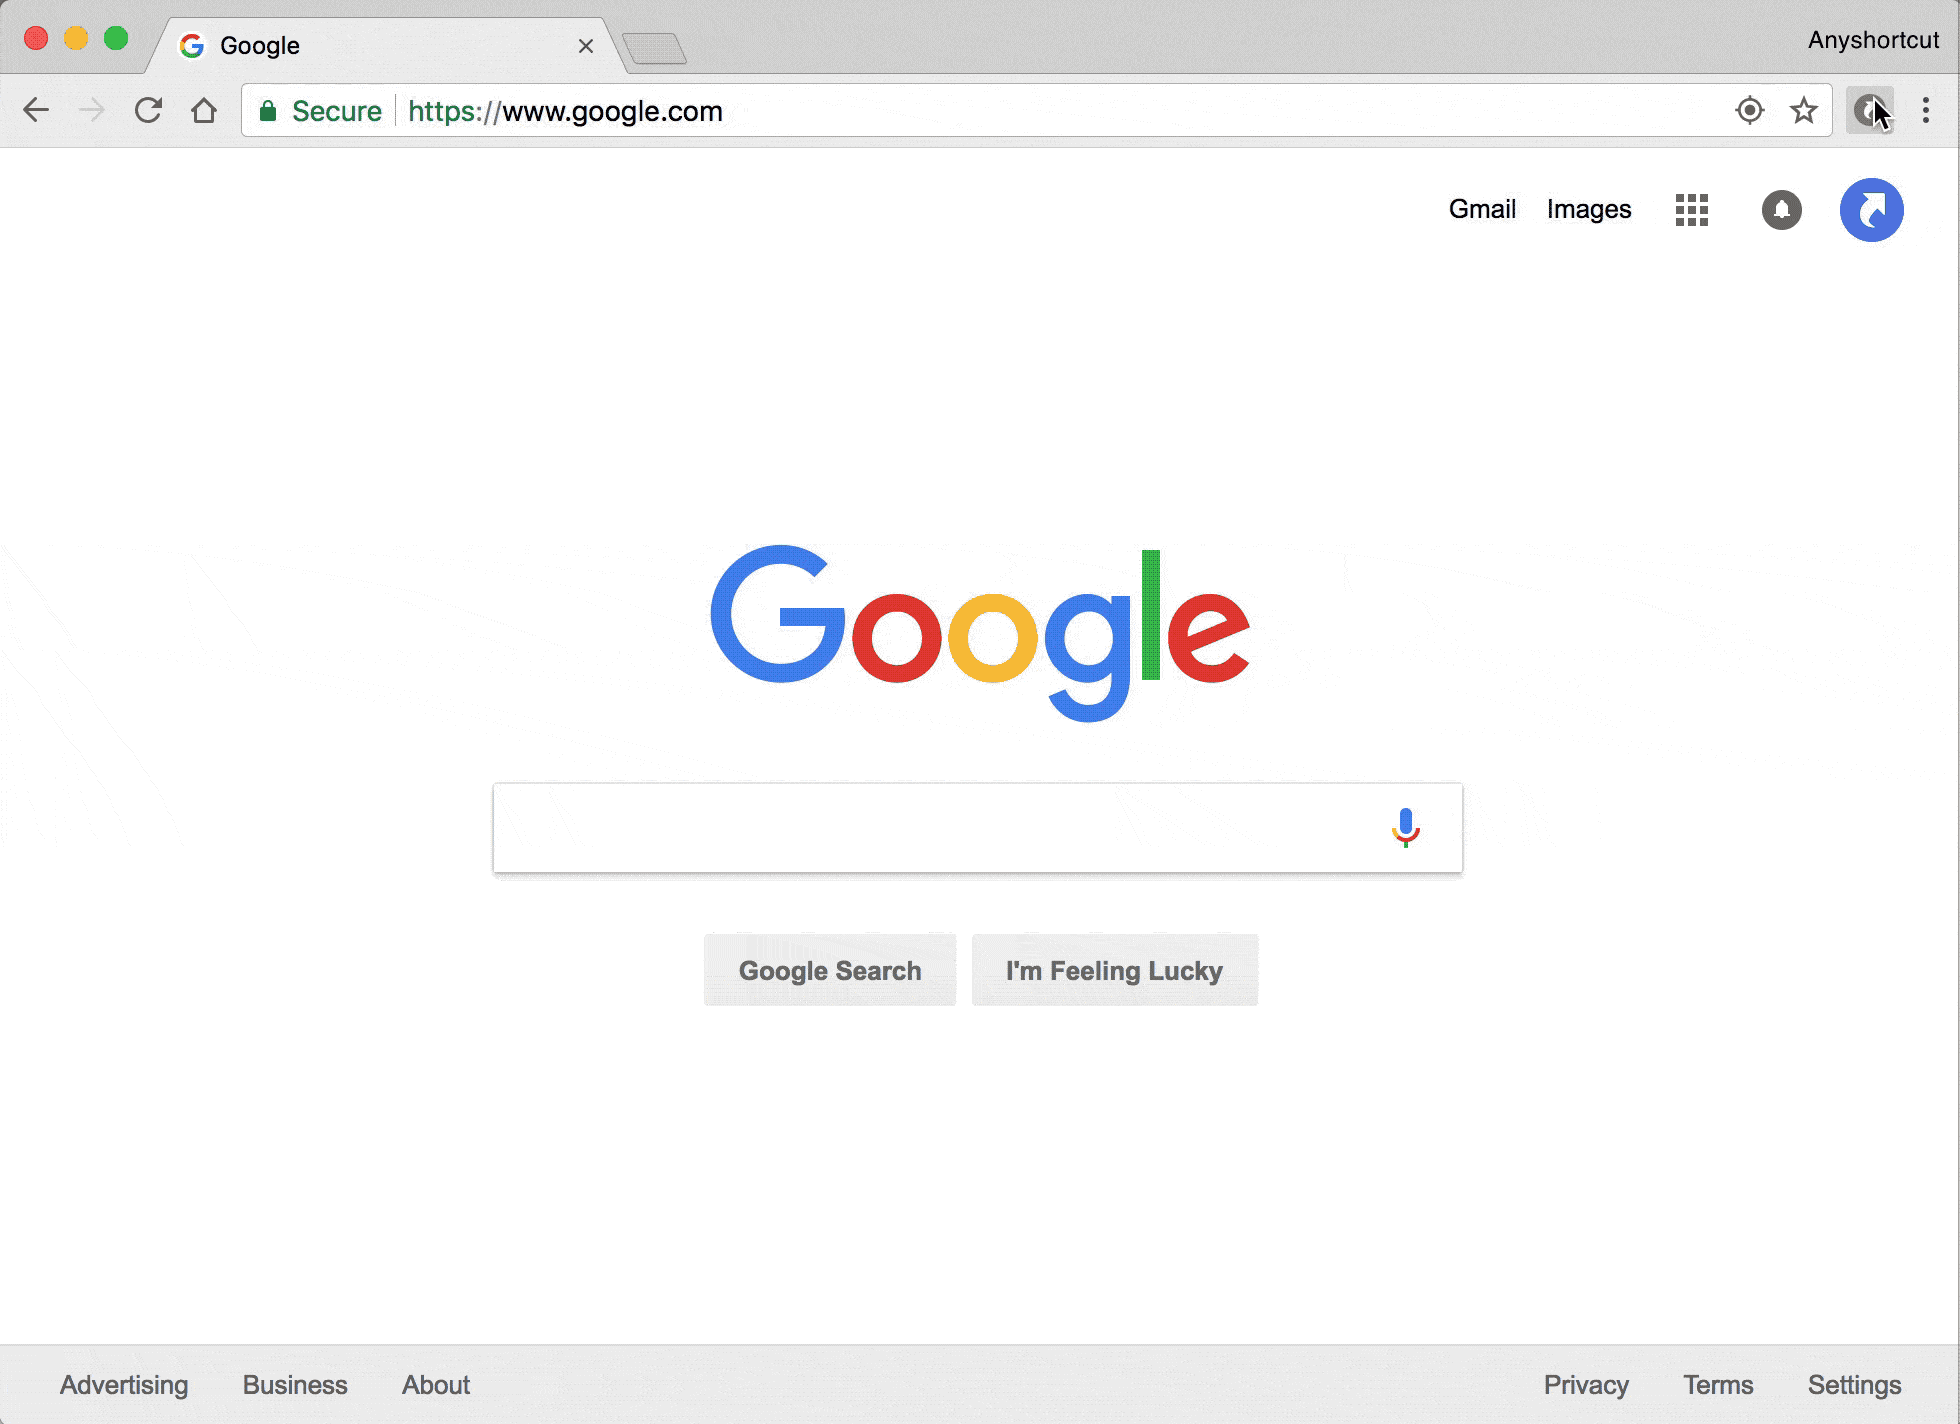 Google
Anyshortcut
Secure https://www.google.com
Gmail Images
Google
Google Search I'm Feeling Lucky
Advertising Business About Privacy Terms Settings